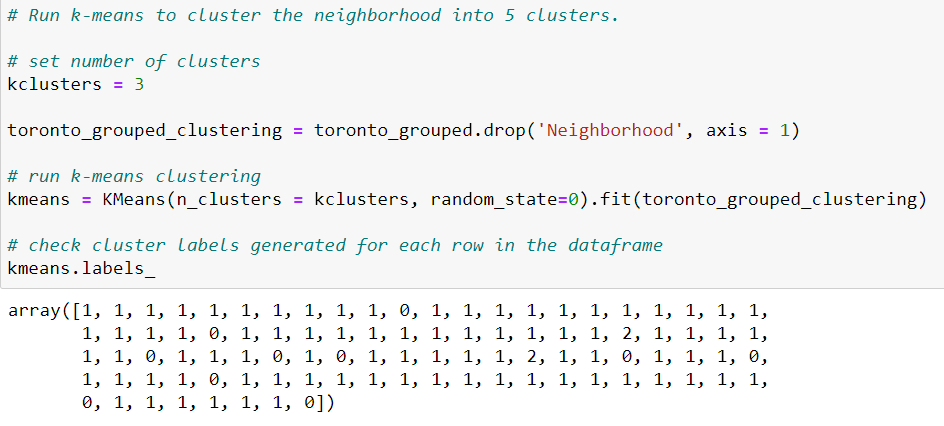 # Run k-means to cluster the neighborhood into 5 clusters.
# set number of clusters
kclusters = 3
toronto_grouped_clustering = toronto_grouped.drop('Neighborhood', axis = 1)
# run k-means clustering
kmeans = KMeans(n_clusters = kclusters, random_state=0).fit(toronto_grouped_clustering)
# check cluster labels generated for each row in the dataframe
kmeans.labels_
array([1, 1, 1, 1, 1, 1, 1, 1, 1, 1, 0, 1, 1, 1, 1, 1, 1, 1, 1, 1, 1, 1,
1, 1, 1, 1, 0, 1, 1, 1, 1, 1, 1, 1, 1, 1, 1, 1, 1, 2, 1, 1, 1, 1,
1, 1, 0, 1, 1, 1, 0, 1, 0, 1, 1, 1, 1, 1, 2, 1, 1, 0, 1, 1, 1, 0,
1, 1, 1, 1, 0, 1, 1, 1, 1, 1, 1, 1, 1, 1, 1, 1, 1, 1, 1, 1, 1, 1,
0, 1, 1, 1, 1, 1, 1, 0])